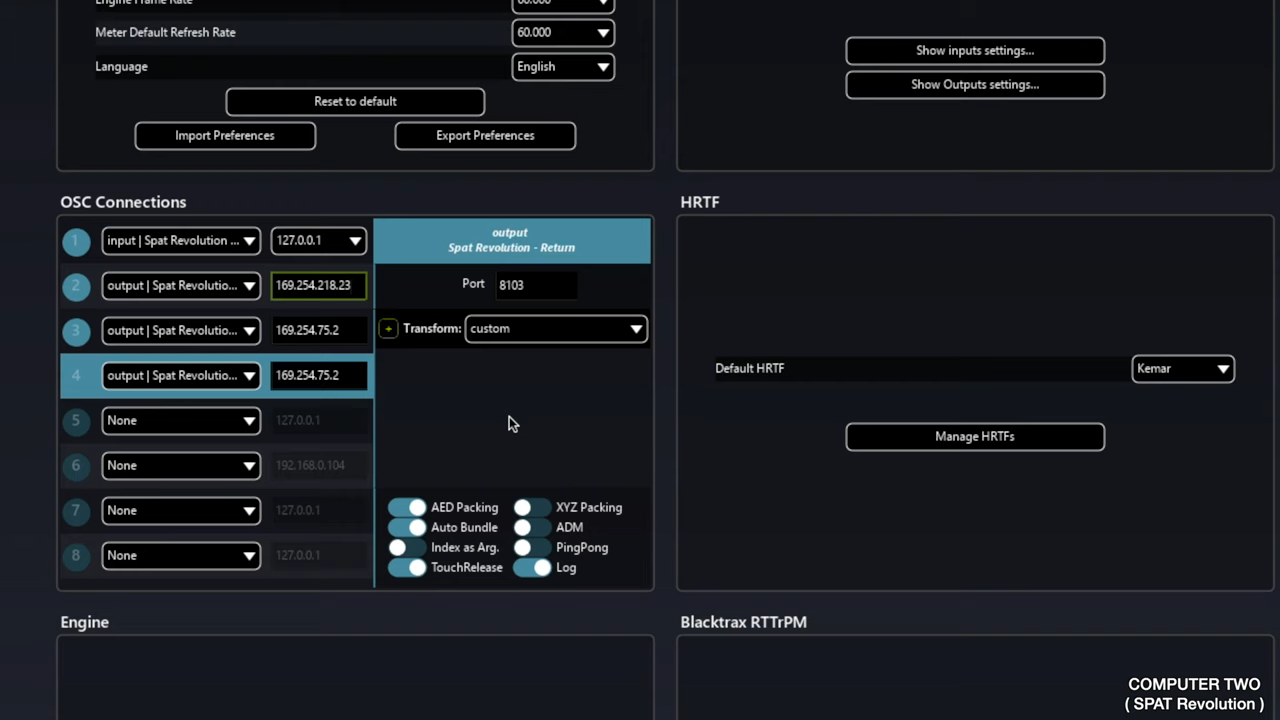 Engine Frame Rate
60.000
Meter Default Refresh Rate
60.000
Language
English
Reset to default
Import Preferences
Export Preferences
Show inputs settings...
Show Outputs settings...
OSC Connections
1
input | Spat Revolution ...
127.0.0.1
2
output | Spat Revolutio...
169.254.218.23
3
output | Spat Revolutio...
169.254.75.2
4
output | Spat Revolutio...
169.254.75.2
5
None
127.0.0.1
6
None
192.168.0.104
7
None
127.0.0.1
8
None
127.0.0.1
output
Spat Revolution - Return
Port
8103
+
Transform:
custom
AED Packing
XYZ Packing
Auto Bundle
ADM
Index as Arg.
PingPong
TouchRelease
Log
HRTF
Default HRTF
Kemar
Manage HRTFs
Engine
Blacktrax RTTrPM
COMPUTER TWO
( SPAT Revolution )